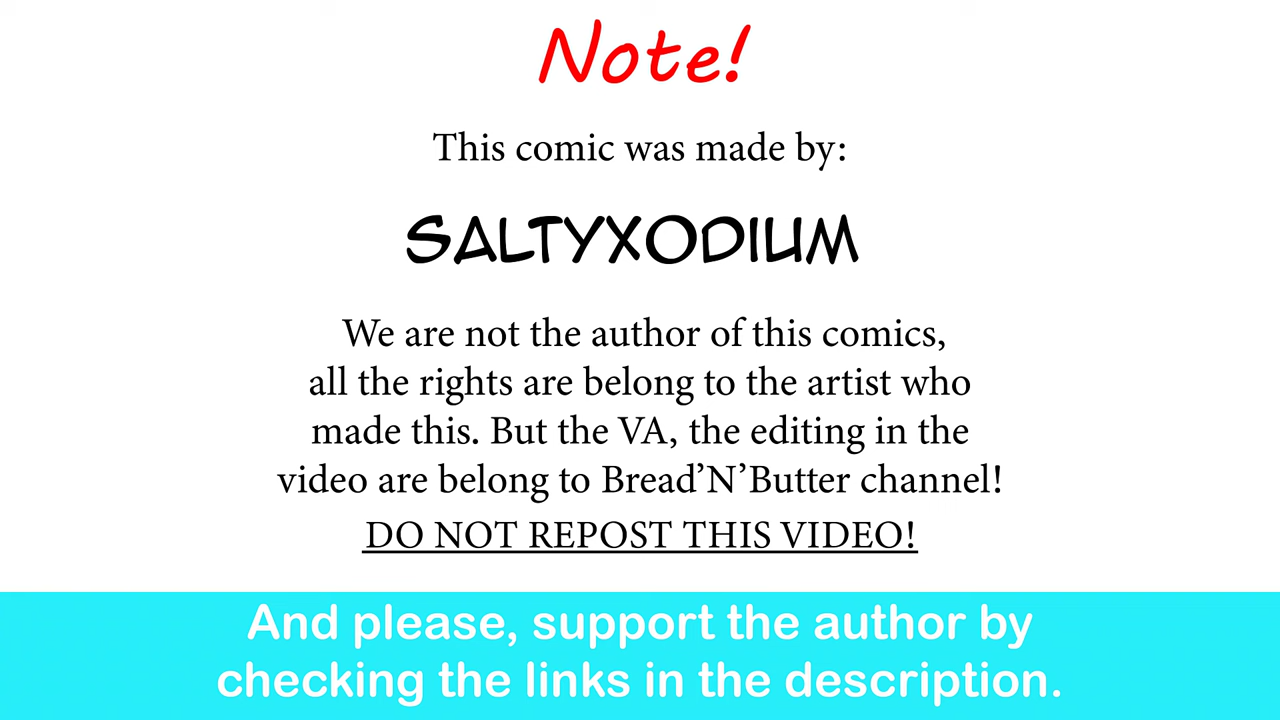 Note!
This comic was made by:
SALTYXODIUM
We are not the author of this comics,
all the rights are belong to the artist who
made this. But the VA, the editing in the
video are belong to Bread’N’Butter channel!
DO NOT REPOST THIS VIDEO!
And please, support the author by
checking the links in the description.